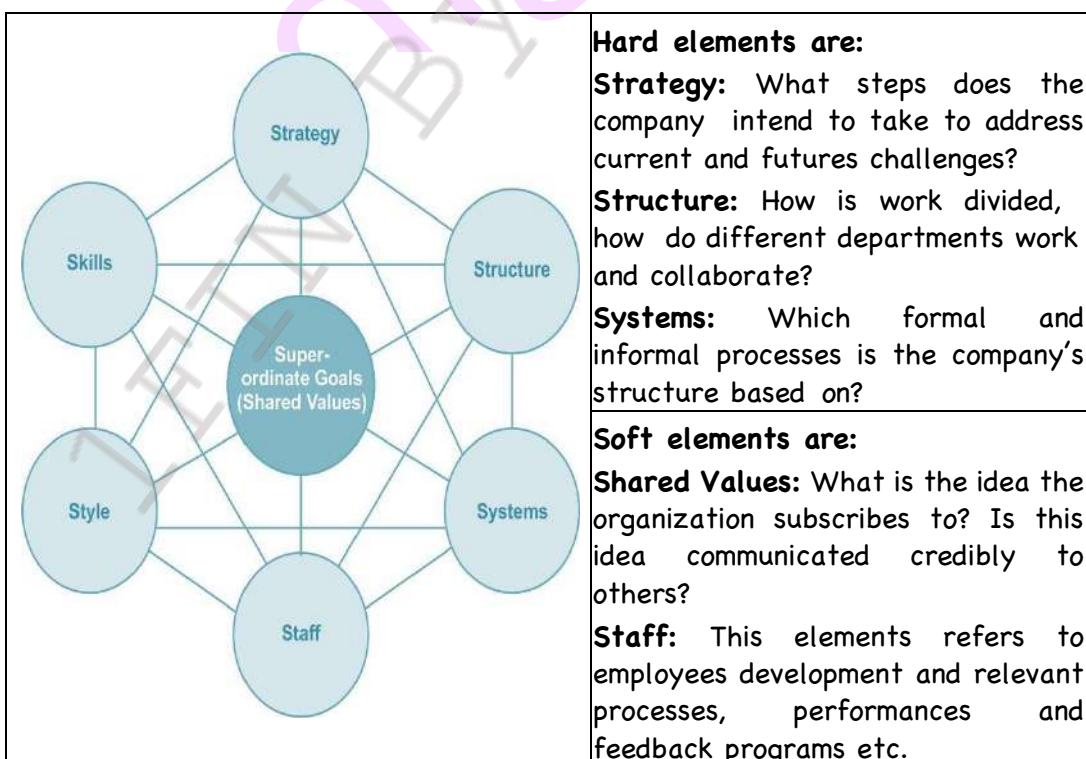 Strategy
Skills
Structure
Super-
ordinate Goals
(Shared Values)
Style
Systems
Staff
Hard elements are:
Strategy: What steps does the
company intend to take to address
current and futures challenges?
Structure: How is work divided,
how do different departments work
and collaborate?
Systems: Which formal and
informal processes is the company's
structure based on?
Soft elements are:
Shared Values: What is the idea the
organization subscribes to? Is this
idea communicated credibly to
others?
Staff: This elements refers to
employees development and relevant
processes, performances and
feedback programs etc.